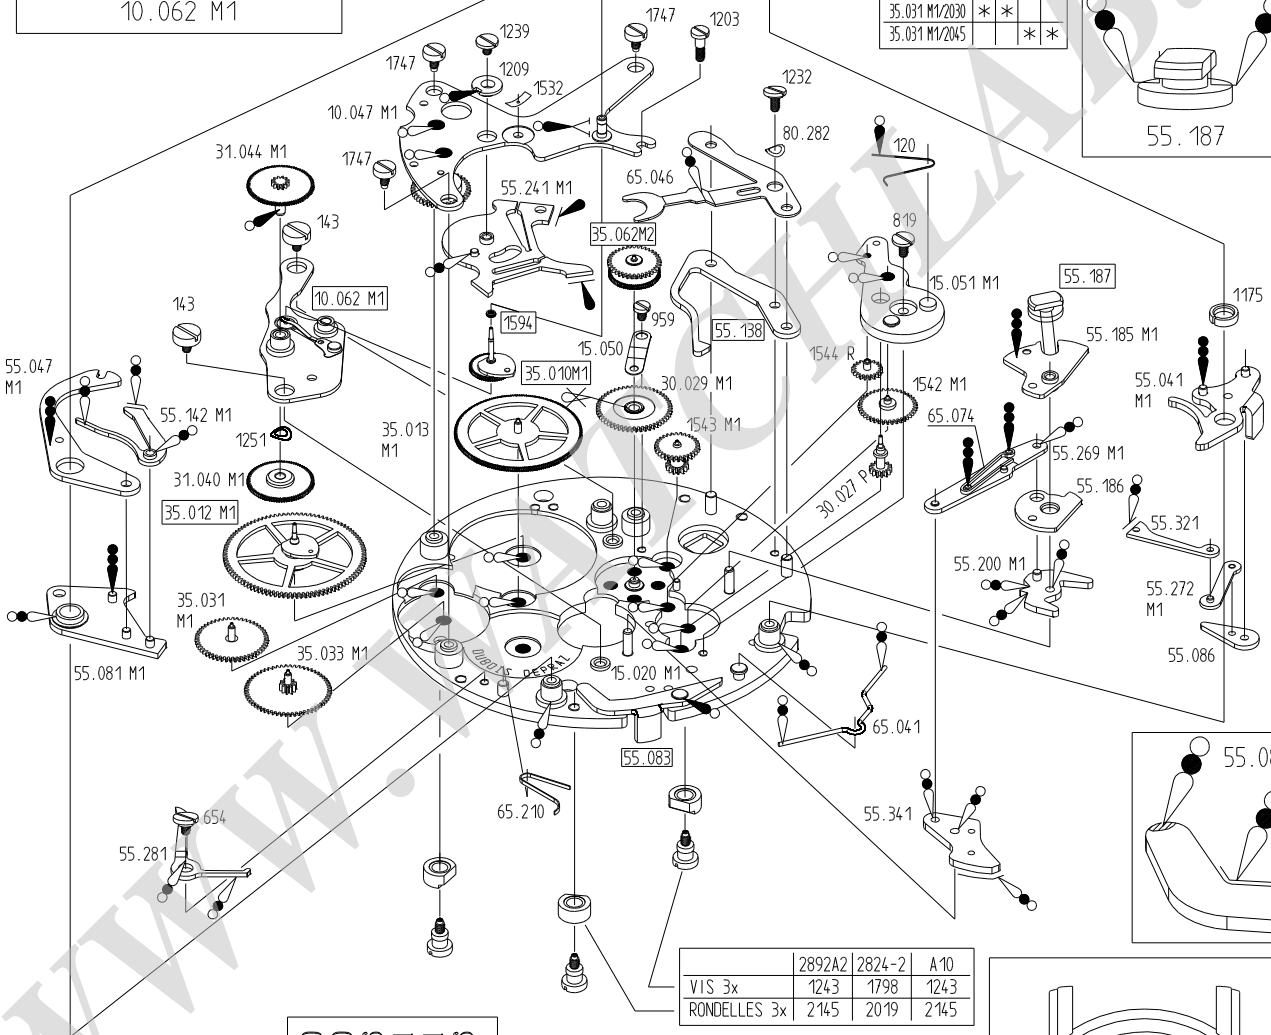 10.062 M1
35.031 M1/2030 * *
35.031 M1/2045 * *
1747
1203
1239
1747
1209
1532
1232
55.187
10.047 M1
80.282
120
31.044 M1
1747
65.046
55.241 M1
143
35.062M2
819
55.187
10.062 M1
15.051 M1
1175
143
1594
959
55.138
55.185 M1
15.050
1544 R
55.047
M1
35.010M1
30.029 M1
1542 M1
55.041
M1
55.142 M1
65.074
1251
35.013
M1
1543 M1
55.269 M1
31.040 M1
30.027 P
55.186
35.012 M1
55.321
55.200 M1
35.031
M1
55.272
M1
35.033 M1
55.086
55.081 M1
DUBOIS DEPRAZ
15.020 M1
65.041
55.083
55.08
65.210
654
55.341
55.281
2892A2 2824-2 A10
VIS 3x 1243 1798 1243
RONDELLES 3x 2145 2019 2145